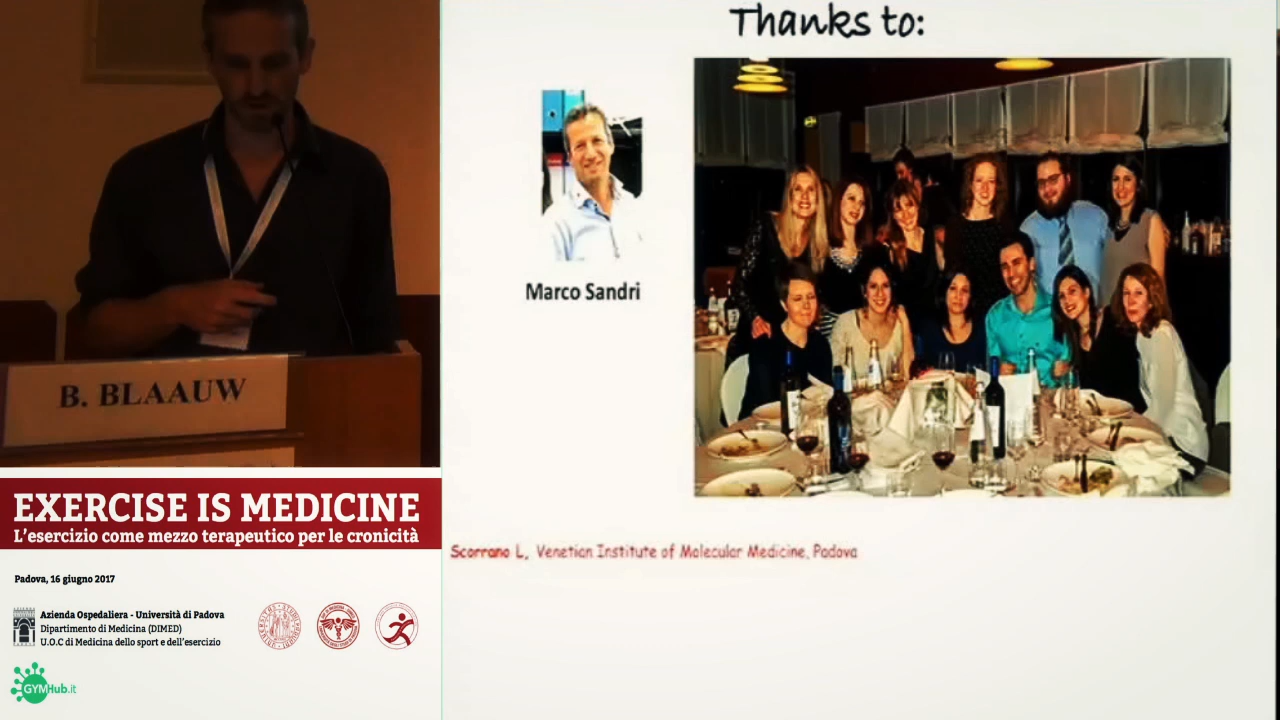 Thanks to:
Marco Sandri
Scorrano L, Venetian Institute of Molecular Medicine, Padova
B. BLAAUW
EXERCISE IS MEDICINE
L'esercizio come mezzo terapeutico per le cronicità
Padova, 16 giugno 2017
Azienda Ospedaliera - Università di Padova
Dipartimento di Medicina (DIMED)
U.O.C di Medicina dello sport e dell'esercizio
GYMHub.it